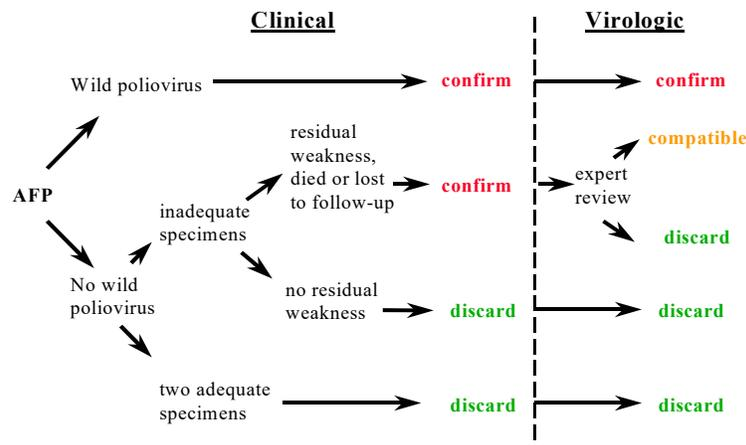 Clinical
Virologic
Wild poliovirus
confirm
confirm
residual
weakness,
died or lost
to follow-up
confirm
compatible
expert
review
AFP
inadequate
specimens
discard
No wild
poliovirus
no residual
weakness
discard
discard
two adequate
specimens
discard
discard